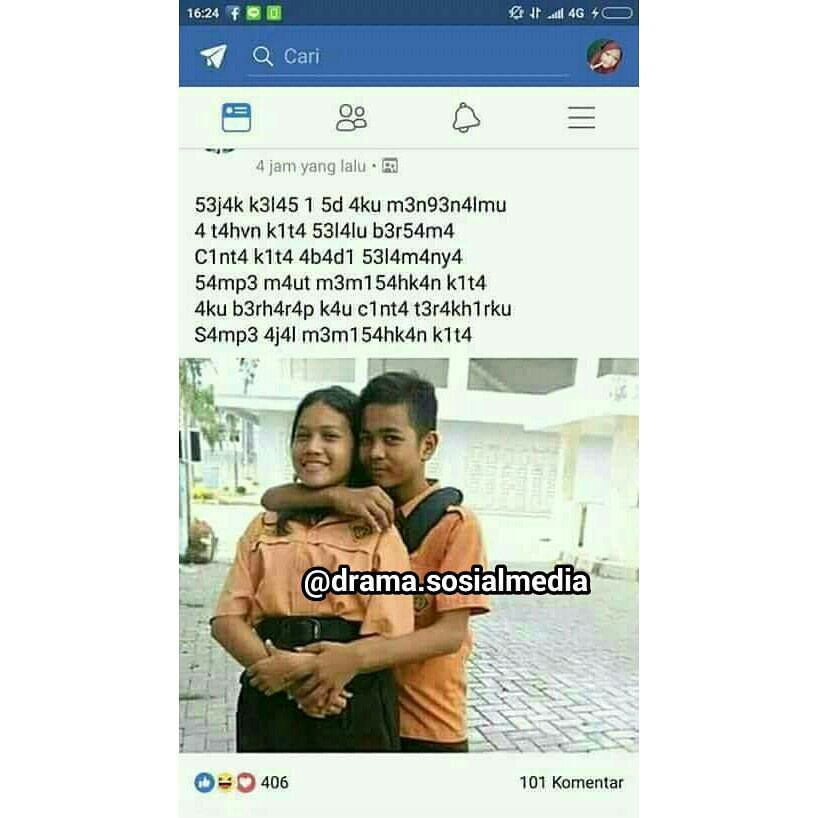 16:24
4G
Cari
4 jam yang lalu
53j4k k3l45 1 5d 4ku m3n93n4lmu
4 t4hvn k1t4 53l4lu b3r54m4
C1nt4 k1t4 4b4d1 53l4m4ny4
54mp3 m4ut m3m154hk4n k1t4
4ku b3rh4r4p k4u c1nt4 t3r4kh1rku
S4mp3 4j4l m3m154hk4n k1t4
@drama.sosialmedia
406
101 Komentar